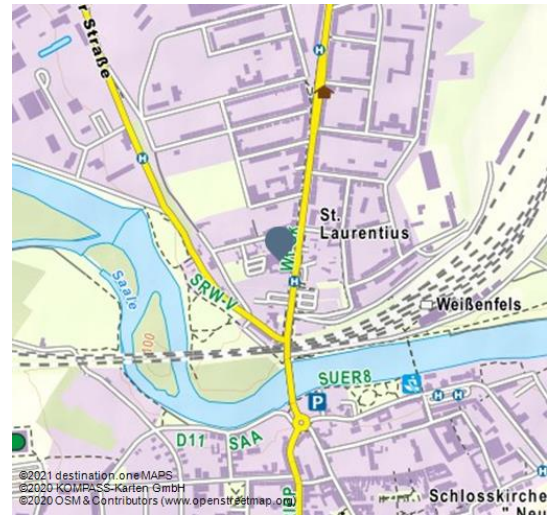 r Straße
H
H
St.
Laurentius
H
SRW-V
Saale
Weißenfels
100
SUER8
P
H
H
D11
SAA
©2021 destination.one MAPS
©2020 KOMPASS-Karten GmbH
©2020 OSM & Contributors (www.openstreetmap.org)
Schlosskirche
" Neu